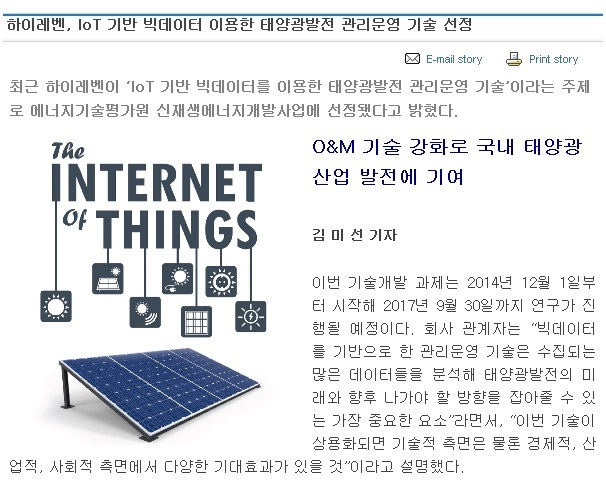 하이레벤, IoT 기반 빅데이터 이용한 태양광발전 관리운영 기술 선정
E-mail story
Print story
최근 하이레벤이 ‘IoT 기반 빅데이터를 이용한 태양광발전 관리운영 기술’이라는 주제
로 에너지기술평가원 신재생에너지개발사업에 선정됐다고 밝혔다.
The
INTERNET
Of THINGS
O&M 기술 강화로 국내 태양광
산업 발전에 기여
김 미 선 기자
이번 기술개발 과제는 2014년 12월 1일부
터 시작해 2017년 9월 30일까지 연구가 진
행될 예정이다. 회사 관계자는 “빅데이터
를 기반으로 한 관리운영 기술은 수집되는
많은 데이터들을 분석해 태양광발전의 미
래와 향후 나가야 할 방향을 잡아줄 수 있
는 가장 중요한 요소”라면서, “이번 기술이
상용화되면 기술적 측면은 물론 경제적, 산
업적, 사회적 측면에서 다양한 기대효과가 있을 것”이라고 설명했다.